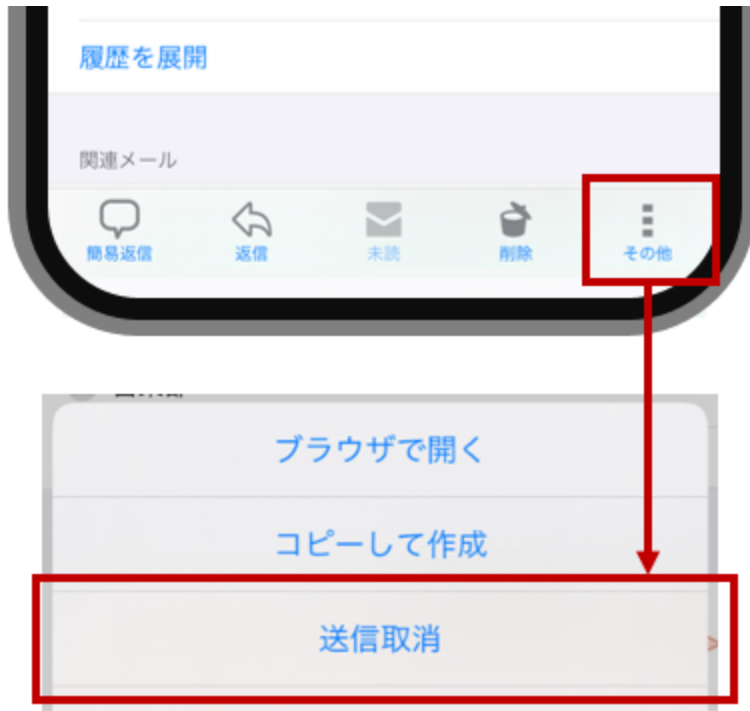 履歴を展開
関連メール
簡易返信 返信 未読 削除 その他
ブラウザで開く
コピーして作成
送信取消